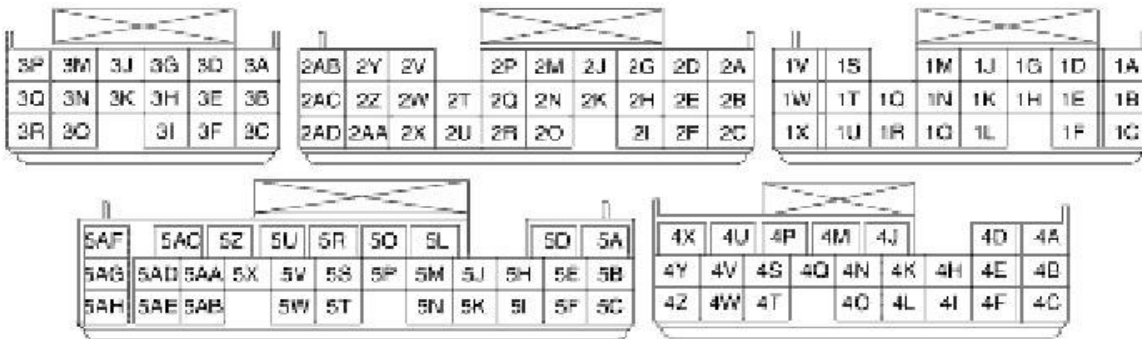 3P 3M 3J 3G 3D 3A
3Q 3N 3K 3H 3E 3B
3R 3O 3I 3F 3C
2AB 2Y 2V 2P 2M 2J 2G 2D 2A
2AC 2Z 2W 2T 2Q 2N 2K 2H 2E 2B
2AD 2AA 2X 2U 2R 2O 2I 2F 2C
1V 1S 1M 1J 1G 1D 1A
1W 1T 1Q 1N 1K 1H 1E 1B
1X 1U 1R 1O 1L 1F 1C
5AF 5AC 5Z 5U 5R 5O 5L 5D 5A
5AG 5AD 5AA 5X 5V 5S 5P 5M 5J 5H 5E 5B
5AH 5AE 5AB 5W 5T 5N 5K 5I 5F 5C
4X 4U 4P 4M 4J 4D 4A
4Y 4V 4S 4Q 4N 4K 4H 4E 4B
4Z 4W 4T 4O 4L 4I 4F 4C